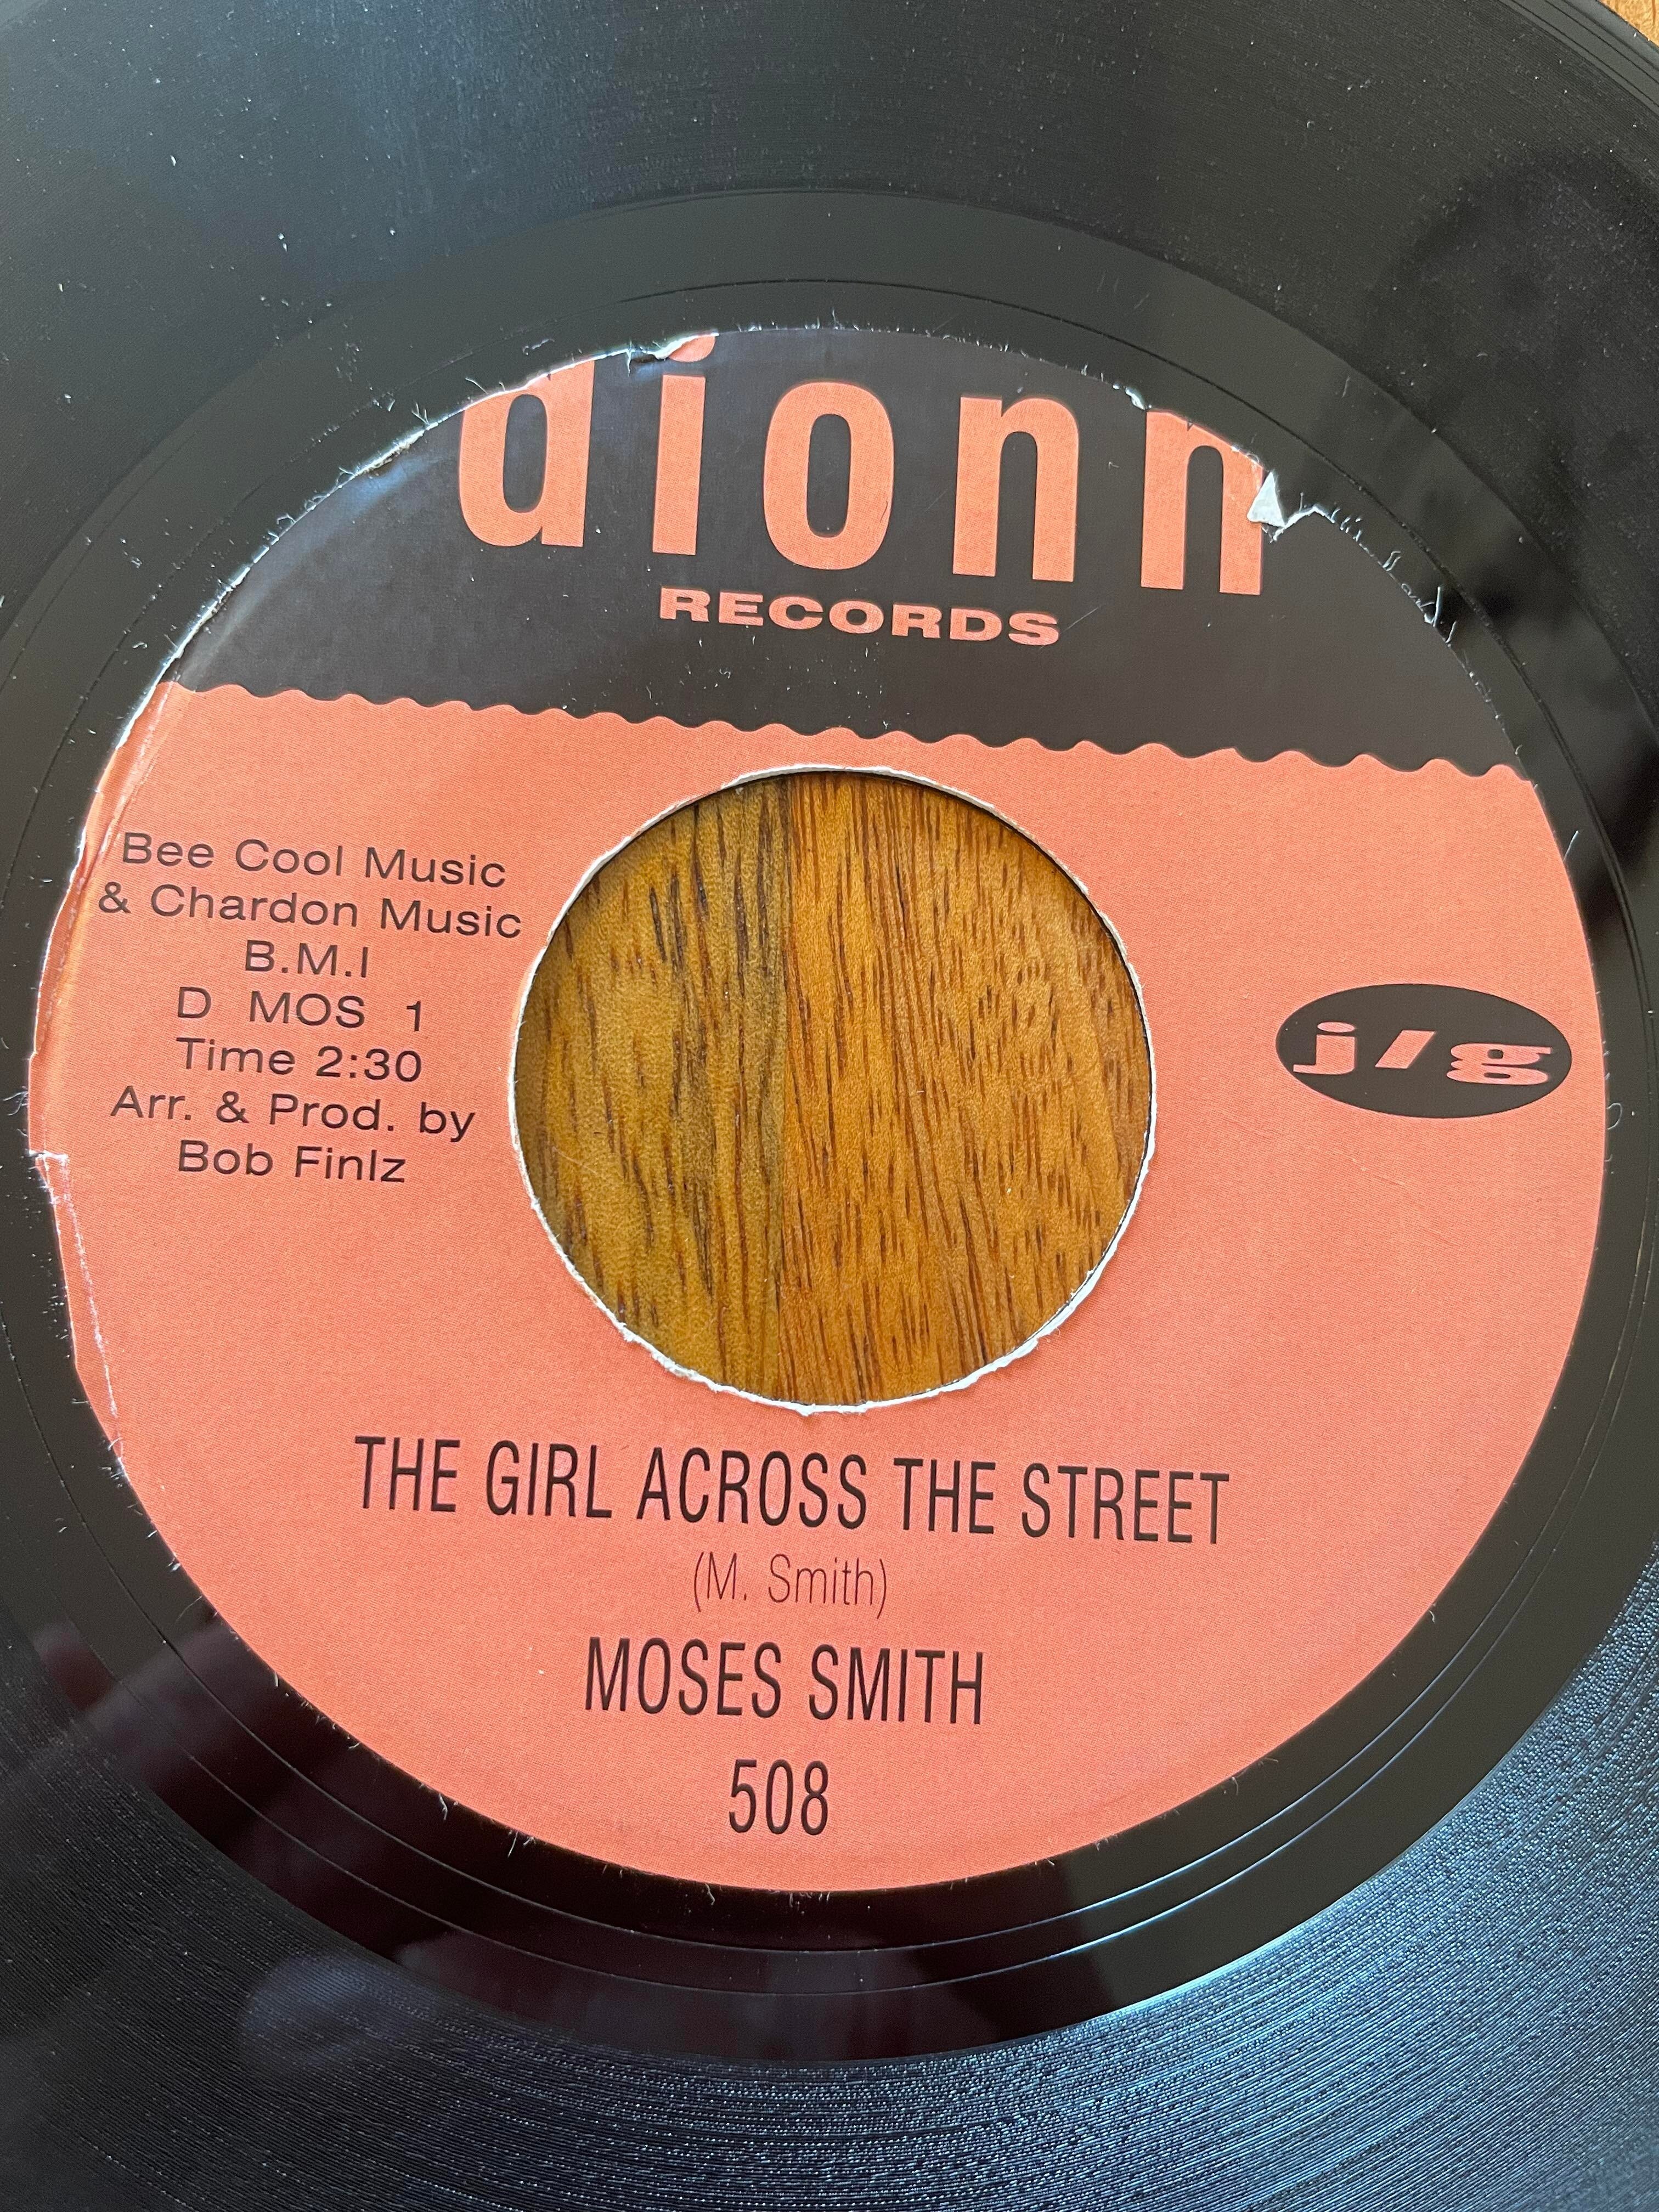 dionn
RECORDS
Bee Cool Music
& Chardon Music
B.M.I
D MOS 1
Time 2:30
Arr. & Prod. by
Bob Finlz
j/g
THE GIRL ACROSS THE STREET
(M. Smith)
MOSES SMITH
508